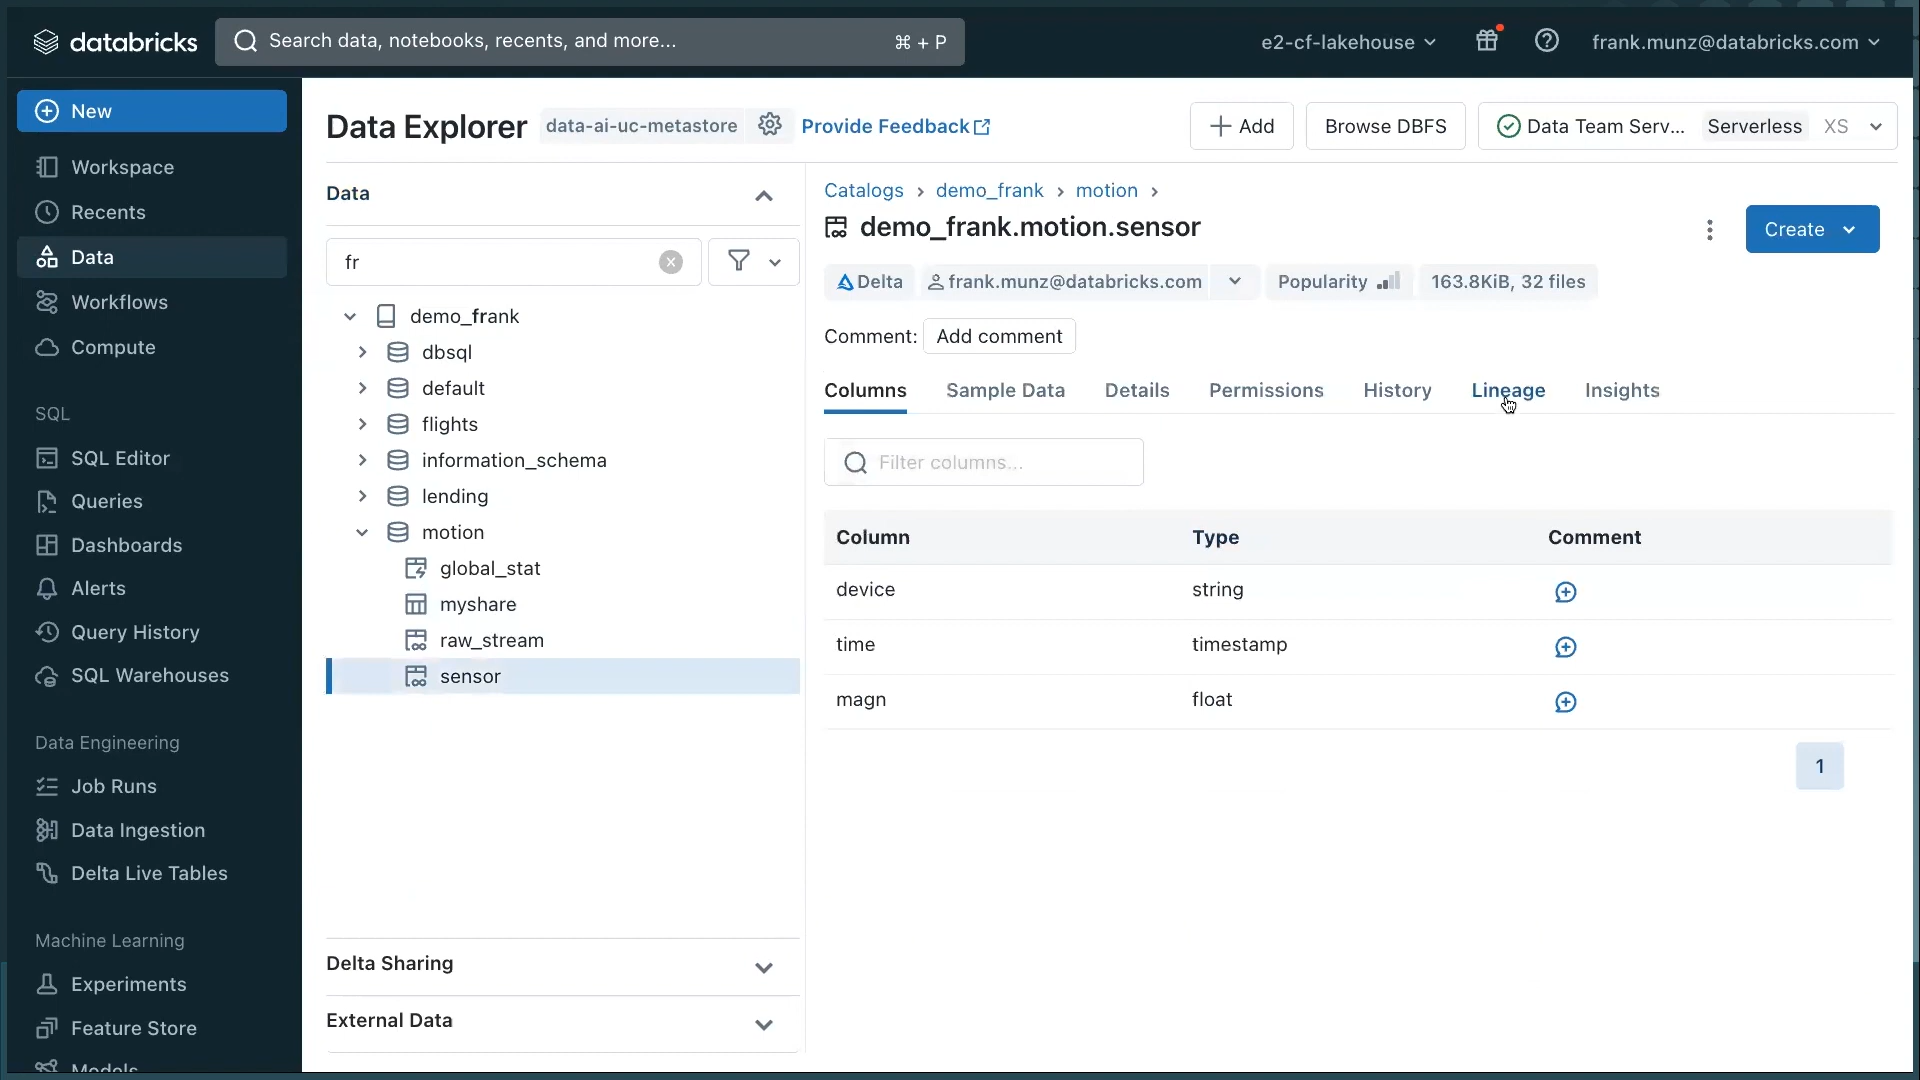 databricks
Search data, notebooks, recents, and more...
⌘ + P
e2-cf-lakehouse
frank.munz@databricks.com
New
Workspace
Recents
Data
Workflows
Compute
SQL
SQL Editor
Queries
Dashboards
Alerts
Query History
SQL Warehouses
Data Engineering
Job Runs
Data Ingestion
Delta Live Tables
Machine Learning
Experiments
Feature Store
Models
Data Explorer
data-ai-uc-metastore
Provide Feedback
Add
Browse DBFS
Data Team Serv... Serverless XS
Data
fr
demo_frank
dbsql
default
flights
information_schema
lending
motion
global_stat
myshare
raw_stream
sensor
Delta Sharing
External Data
Catalogs > demo_frank > motion >
demo_frank.motion.sensor
Create
Delta
frank.munz@databricks.com
Popularity
163.8KiB, 32 files
Comment: Add comment
Columns Sample Data Details Permissions History Lineage Insights
Filter columns...
Column Type Comment
device string
time timestamp
magn float
1